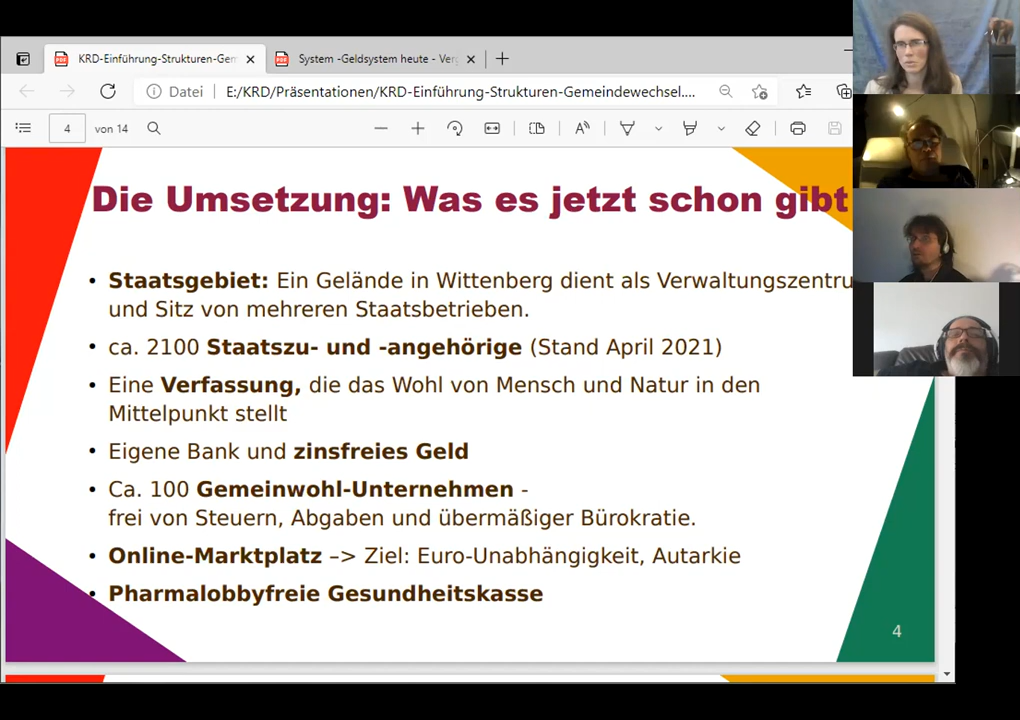 KRD-Einführung-Strukturen-Gem
System -Geldsystem heute - Ver
Datei
E:/KRD/Präsentationen/KRD-Einführung-Strukturen-Gemeindewechsel....
4
von 14
Die Umsetzung: Was es jetzt schon gibt
• Staatsgebiet: Ein Gelände in Wittenberg dient als Verwaltungszentru
und Sitz von mehreren Staatsbetrieben.
• ca. 2100 Staatszu- und -angehörige (Stand April 2021)
• Eine Verfassung, die das Wohl von Mensch und Natur in den
Mittelpunkt stellt
• Eigene Bank und zinsfreies Geld
• Ca. 100 Gemeinwohl-Unternehmen -
frei von Steuern, Abgaben und übermäßiger Bürokratie.
• Online-Marktplatz –> Ziel: Euro-Unabhängigkeit, Autarkie
• Pharmalobbyfreie Gesundheitskasse
4